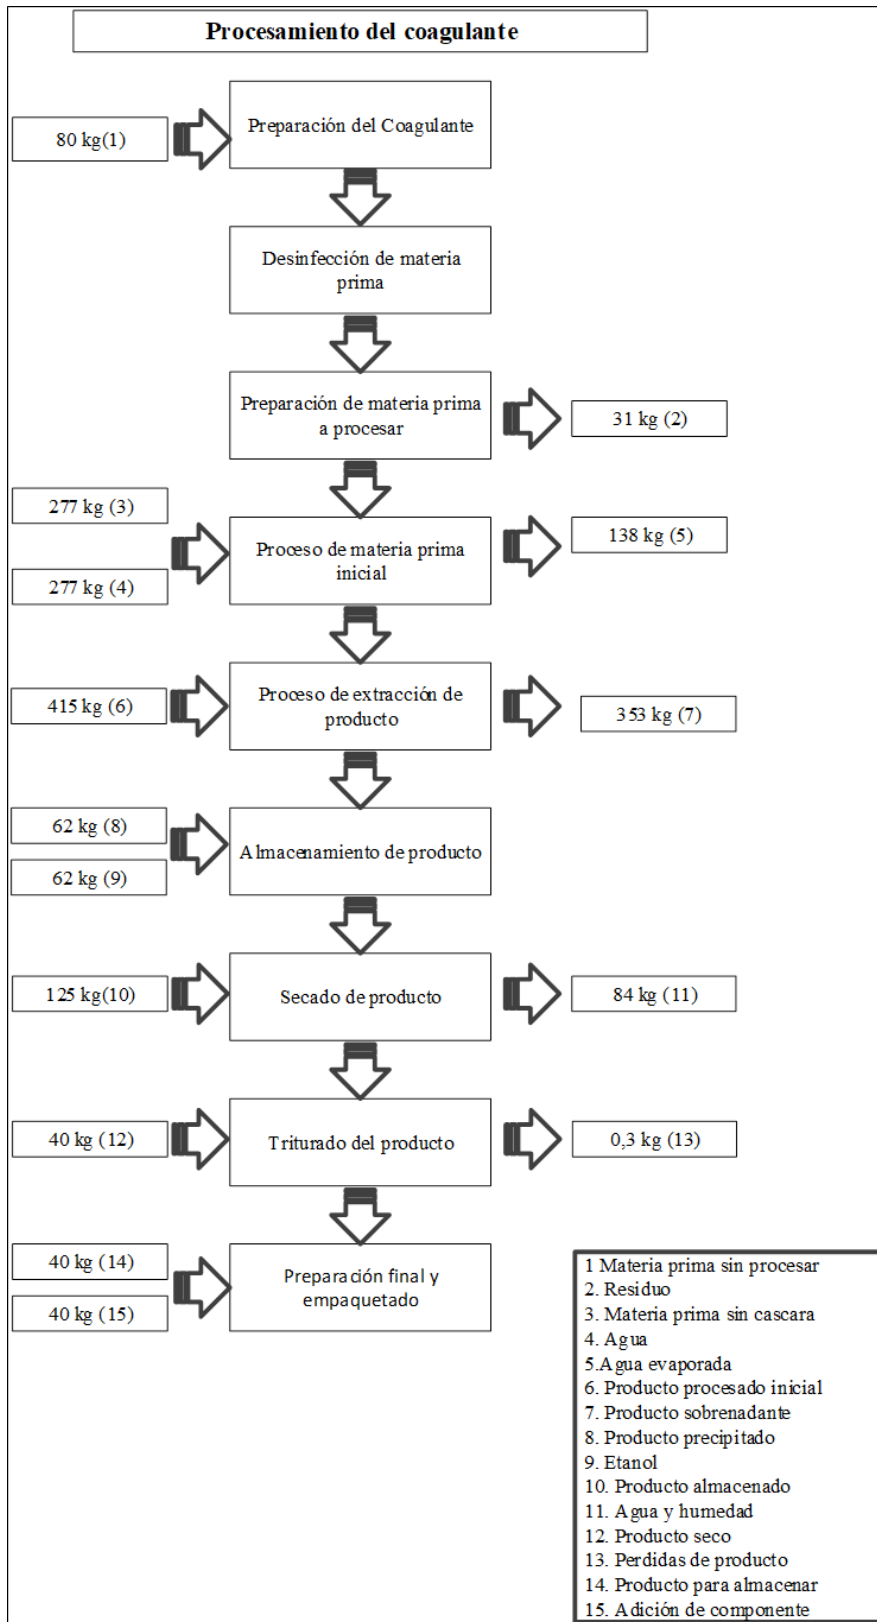 Procesamiento del coagulante
80 kg(1)
Preparación del Coagulante
Desinfección de materia
prima
Preparación de materia prima
a procesar
31 kg (2)
277 kg (3)
277 kg (4)
Proceso de materia prima
inicial
138 kg (5)
415 kg (6)
Proceso de extracción de
producto
353 kg (7)
62 kg (8)
62 kg (9)
Almacenamiento de producto
125 kg(10)
Secado de producto
84 kg (11)
40 kg (12)
Triturado del producto
0,3 kg (13)
40 kg (14)
40 kg (15)
Preparación final y
empaquetado
1 Materia prima sin procesar
2. Residuo
3. Materia prima sin cascara
4. Agua
5.Agua evaporada
6. Producto procesado inicial
7. Producto sobrenadante
8. Producto precipitado
9. Etanol
10. Producto almacenado
11. Agua y humedad
12. Producto seco
13. Perdidas de producto
14. Producto para almacenar
15. Adición de componente